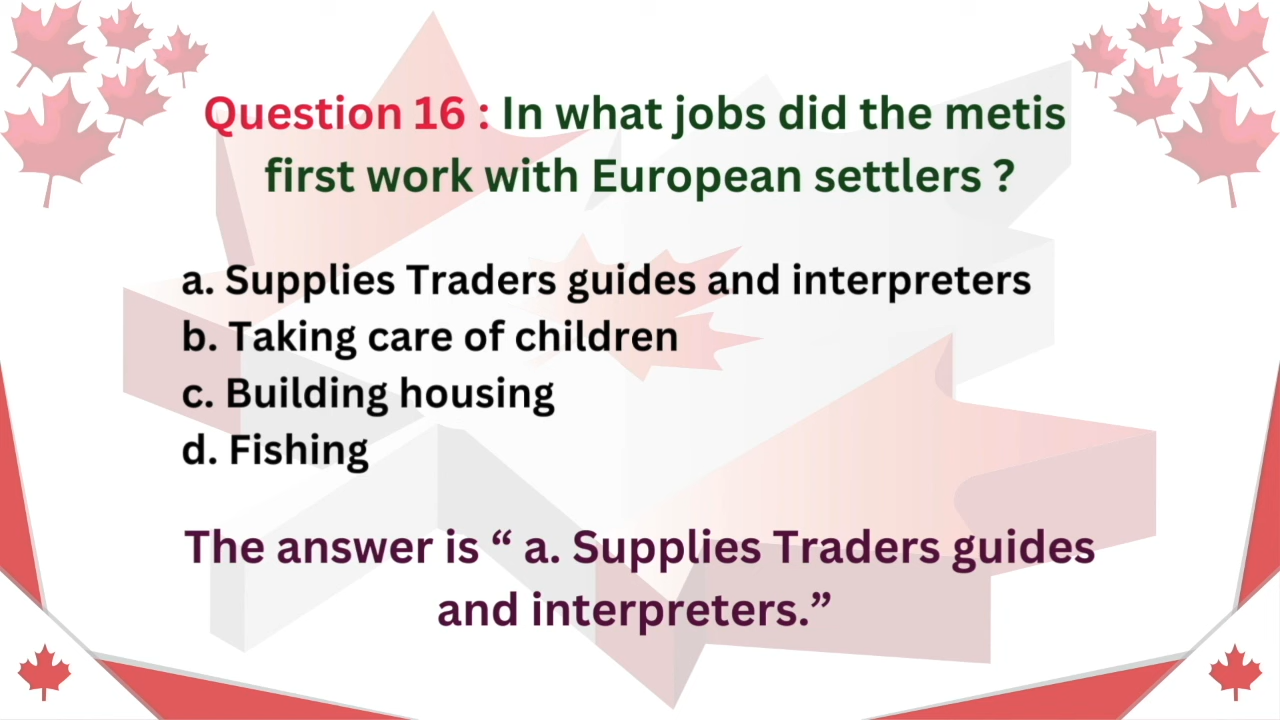 Question 16 : In what jobs did the metis
first work with European settlers ?
a. Supplies Traders guides and interpreters
b. Taking care of children
c. Building housing
d. Fishing
The answer is “ a. Supplies Traders guides
and interpreters.”